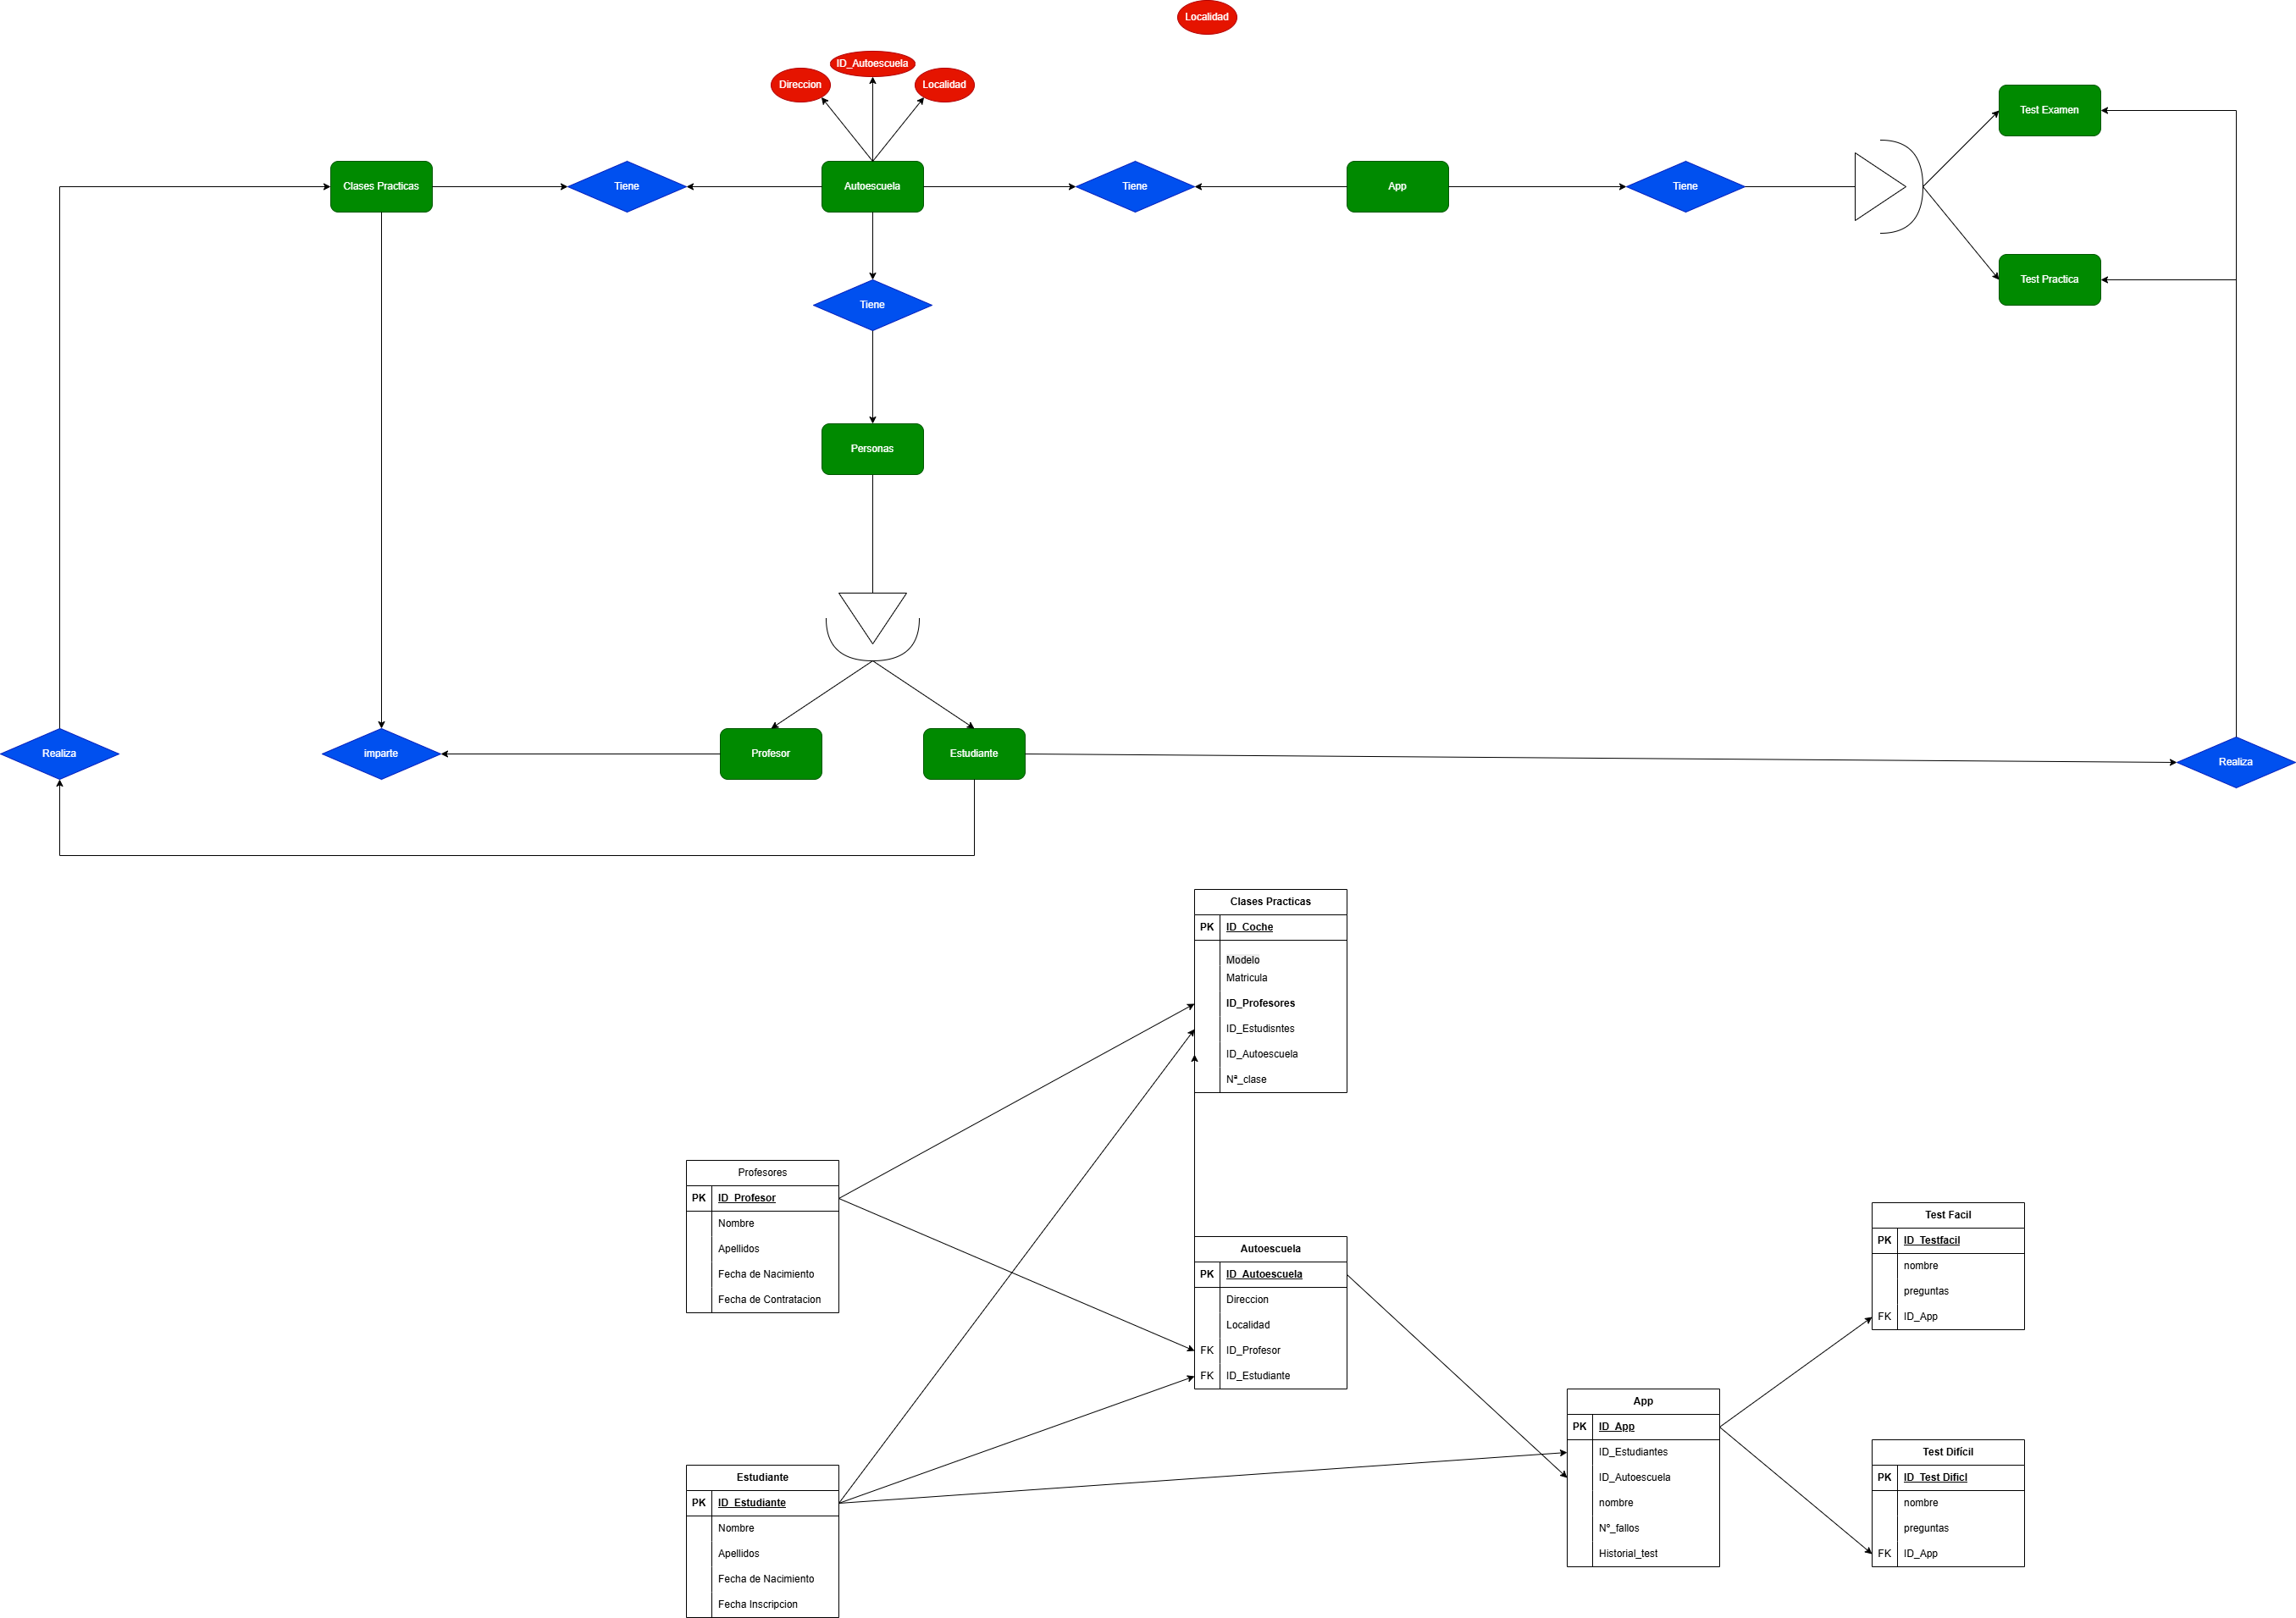 Localidad
ID_Autoescuela
Direccion
Localidad
Test Examen
Clases Practicas
Tiene
Autoescuela
Tiene
App
Tiene
Test Practica
Tiene
Personas
Realiza
imparte
Profesor
Estudiante
Realiza
Clases Practicas
PK ID_Coche
Modelo
Matricula
ID_Profesores
ID_Estudisntes
ID_Autoescuela
Nª_clase
Profesores
PK ID_Profesor
Nombre
Apellidos
Fecha de Nacimiento
Fecha de Contratacion
Autoescuela
PK ID_Autoescuela
Direccion
Localidad
FK ID_Profesor
FK ID_Estudiante
Test Facil
PK ID_Testfacil
nombre
preguntas
FK ID_App
App
PK ID_App
ID_Estudiantes
ID_Autoescuela
nombre
Nº_fallos
Historial_test
Test Difícil
PK ID_Test Dificl
nombre
preguntas
FK ID_App
Estudiante
PK ID_Estudiante
Nombre
Apellidos
Fecha de Nacimiento
Fecha Inscripcion